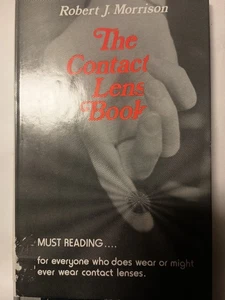 Robert J. Morrison
The
Contact
Lens
Book
MUST READING....
for everyone who does wear or might
ever wear contact lenses.